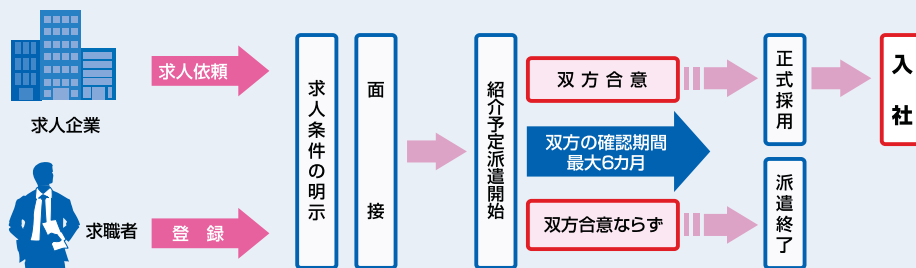 求人企業
求人依頼
求職者
登 録
求人条件の明示
面接
紹介予定派遣開始
双方合意
双方の確認期間
最大6カ月
双方合意ならず
正式採用
派遣終了
入社